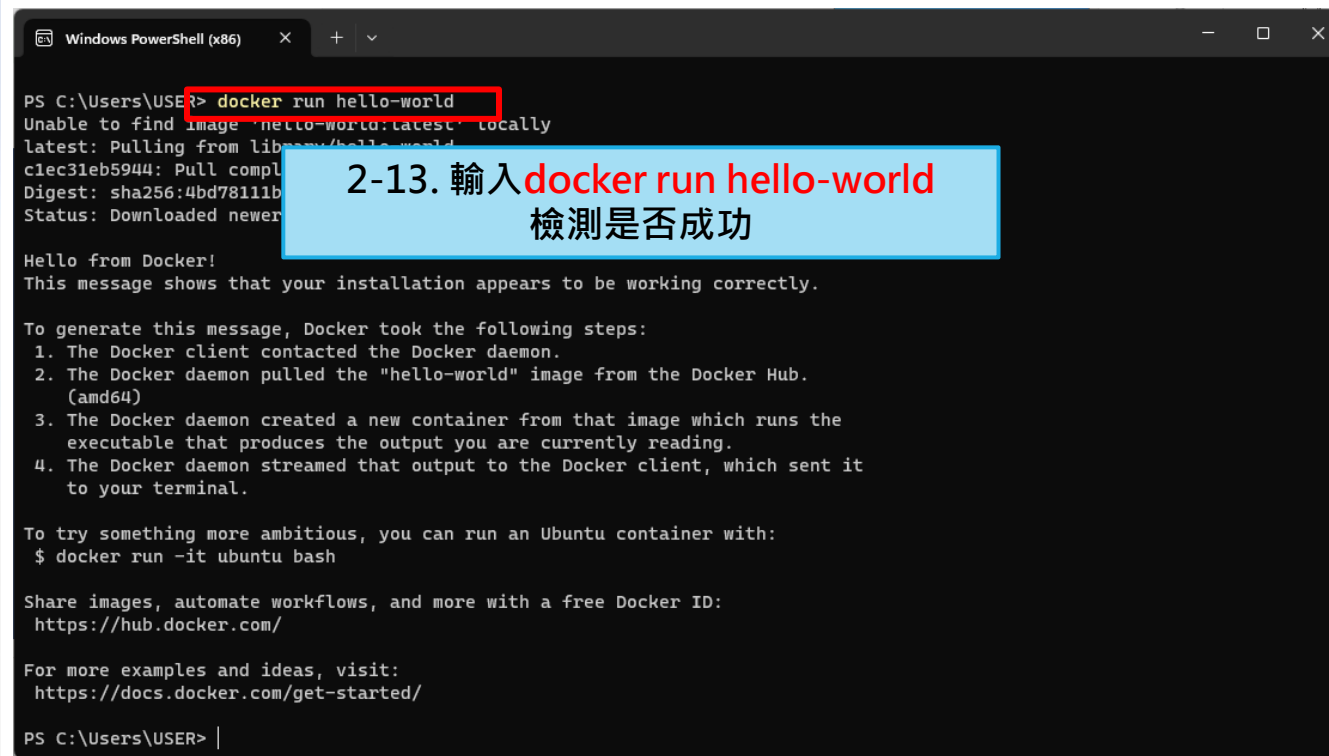 Windows PowerShell (x86)
PS C:\Users\USER> docker run hello-world
Unable to find image 'hello-world:latest' locally
latest: Pulling from library/hello-world
c1ec31eb5944: Pull compl
Digest: sha256:4bd78111b
Status: Downloaded newer
2-13. 輸入docker run hello-world
檢測是否成功
Hello from Docker!
This message shows that your installation appears to be working correctly.
To generate this message, Docker took the following steps:
1. The Docker client contacted the Docker daemon.
2. The Docker daemon pulled the "hello-world" image from the Docker Hub.
(amd64)
3. The Docker daemon created a new container from that image which runs the
executable that produces the output you are currently reading.
4. The Docker daemon streamed that output to the Docker client, which sent it
to your terminal.
To try something more ambitious, you can run an Ubuntu container with:
$ docker run -it ubuntu bash
Share images, automate workflows, and more with a free Docker ID:
https://hub.docker.com/
For more examples and ideas, visit:
https://docs.docker.com/get-started/
PS C:\Users\USER>